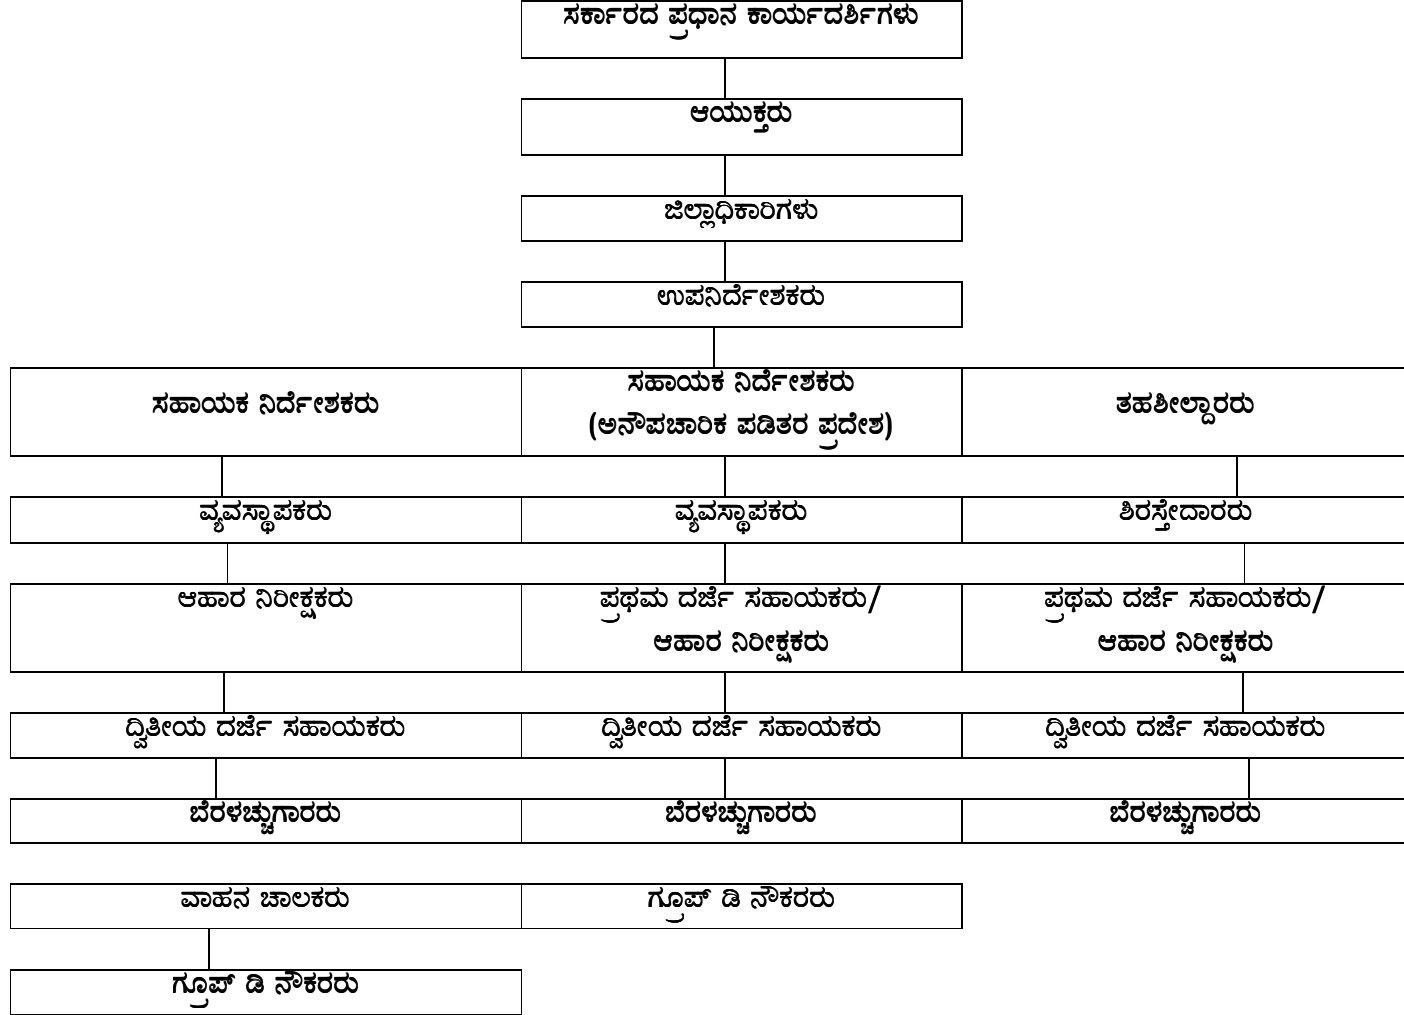 ಸರ್ಕಾರದ ಪ್ರಧಾನ ಕಾರ್ಯದರ್ಶಿಗಳು
ಆಯುಕ್ತರು
ಜಿಲ್ಲಾಧಿಕಾರಿಗಳು
ಉಪನಿರ್ದೇಶಕರು
ಸಹಾಯಕ ನಿರ್ದೇಶಕರು
ಸಹಾಯಕ ನಿರ್ದೇಶಕರು
(ಅನೌಪಚಾರಿಕ ಪಡಿತರ ಪ್ರದೇಶ)
ತಹಶೀಲ್ದಾರರು
ವ್ಯವಸ್ಥಾಪಕರು
ವ್ಯವಸ್ಥಾಪಕರು
ಶಿರಸ್ತೇದಾರರು
ಆಹಾರ ನಿರೀಕ್ಷಕರು
ಪ್ರಥಮ ದರ್ಜೆ ಸಹಾಯಕರು/
ಆಹಾರ ನಿರೀಕ್ಷಕರು
ಪ್ರಥಮ ದರ್ಜೆ ಸಹಾಯಕರು/
ಆಹಾರ ನಿರೀಕ್ಷಕರು
ದ್ವಿತೀಯ ದರ್ಜೆ ಸಹಾಯಕರು
ದ್ವಿತೀಯ ದರ್ಜೆ ಸಹಾಯಕರು
ದ್ವಿತೀಯ ದರ್ಜೆ ಸಹಾಯಕರು
ಬೆರಳಚ್ಚುಗಾರರು
ಬೆರಳಚ್ಚುಗಾರರು
ಬೆರಳಚ್ಚುಗಾರರು
ವಾಹನ ಚಾಲಕರು
ಗ್ರೂಪ್ ಡಿ ನೌಕರರು
ಗ್ರೂಪ್ ಡಿ ನೌಕರರು